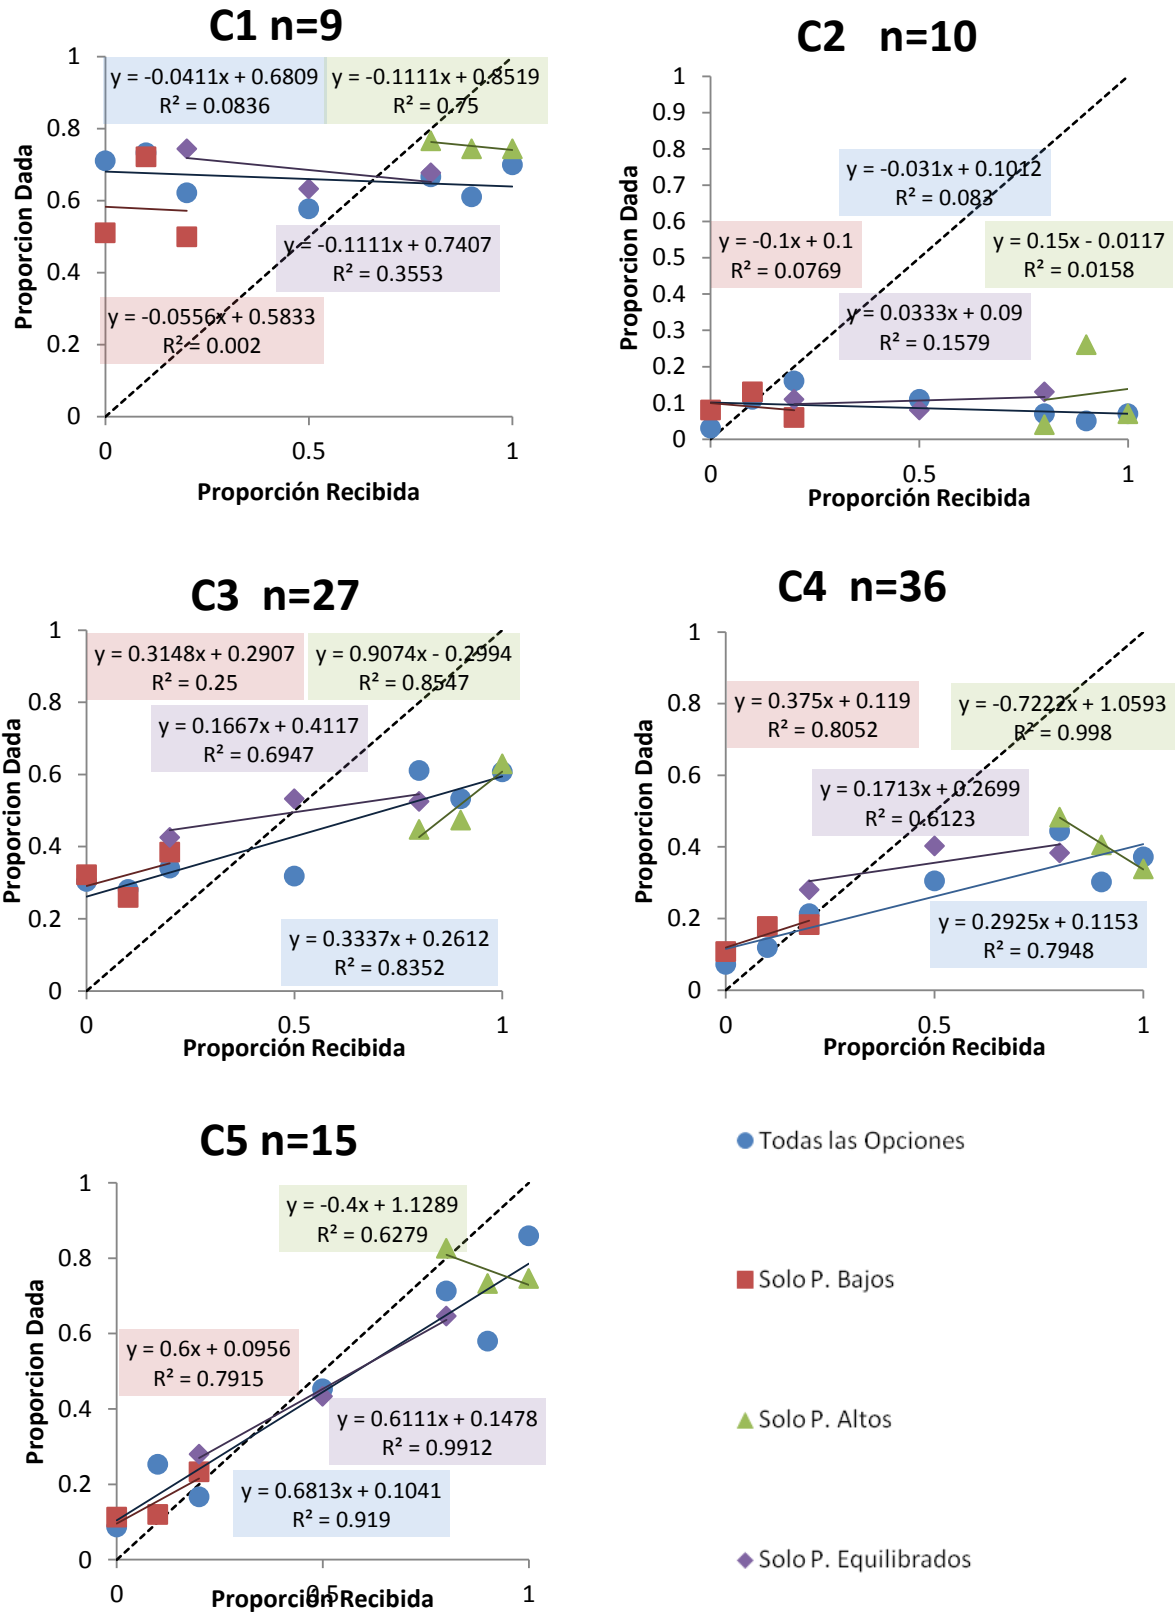 C1 n=9
y = -0.0411x + 0.6809
R² = 0.0836
y = -0.1111x + 0.8519
R² = 0.75
y = -0.1111x + 0.7407
R² = 0.3553
y = -0.0556x + 0.5833
R² = 0.002
1
0.8
0.6
0.4
0.2
0
0
0.5
1
Proporcion Dada
Proporción Recibida
C2 n=10
y = -0.031x + 0.1012
R² = 0.083
y = -0.1x + 0.1
R² = 0.0769
y = 0.15x - 0.0117
R² = 0.0158
y = 0.0333x + 0.09
R² = 0.1579
1
0.9
0.8
0.7
0.6
0.5
0.4
0.3
0.2
0.1
0
0
0.5
1
Proporcion Dada
Proporción Recibida
C3 n=27
y = 0.3148x + 0.2907
R² = 0.25
y = 0.9074x - 0.2994
R² = 0.8547
y = 0.1667x + 0.4117
R² = 0.6947
y = 0.3337x + 0.2612
R² = 0.8352
1
0.8
0.6
0.4
0.2
0
0
0.5
1
Proporcion Dada
Proporción Recibida
C4 n=36
y = 0.375x + 0.119
R² = 0.8052
y = -0.7222x + 1.0593
R² = 0.998
y = 0.1713x + 0.2699
R² = 0.6123
y = 0.2925x + 0.1153
R² = 0.7948
1
0.8
0.6
0.4
0.2
0
0
0.5
1
Proporcion Dada
Proporción Recibida
C5 n=15
y = -0.4x + 1.1289
R² = 0.6279
y = 0.6x + 0.0956
R² = 0.7915
y = 0.6111x + 0.1478
R² = 0.9912
y = 0.6813x + 0.1041
R² = 0.919
1
0.8
0.6
0.4
0.2
0
0
0.5
1
Proporcion Dada
Proporción Recibida
Todas las Opciones
Solo P. Bajos
Solo P. Altos
Solo P. Equilibrados